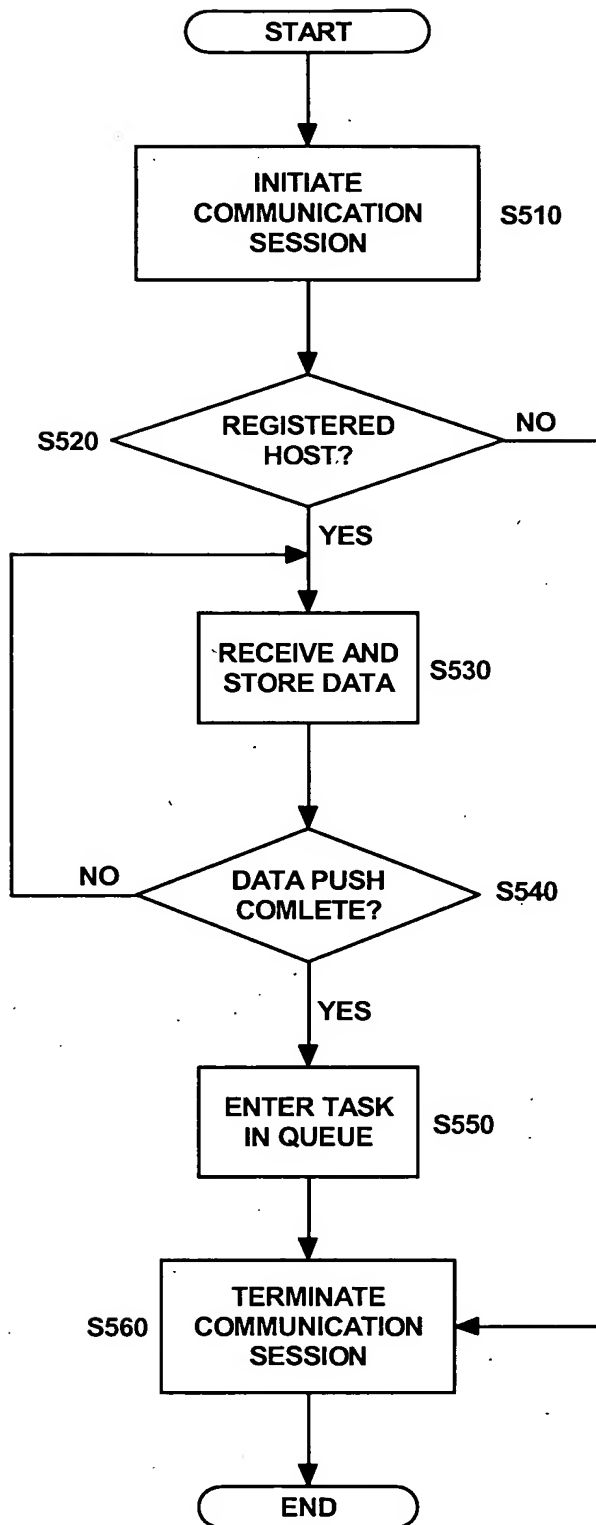 START
INITIATE
COMMUNICATION
SESSION
S510
S520
REGISTERED
HOST?
NO
YES
RECEIVE AND
STORE DATA
S530
NO
DATA PUSH
COMLETE?
S540
YES
ENTER TASK
IN QUEUE
S550
S560
TERMINATE
COMMUNICATION
SESSION
END